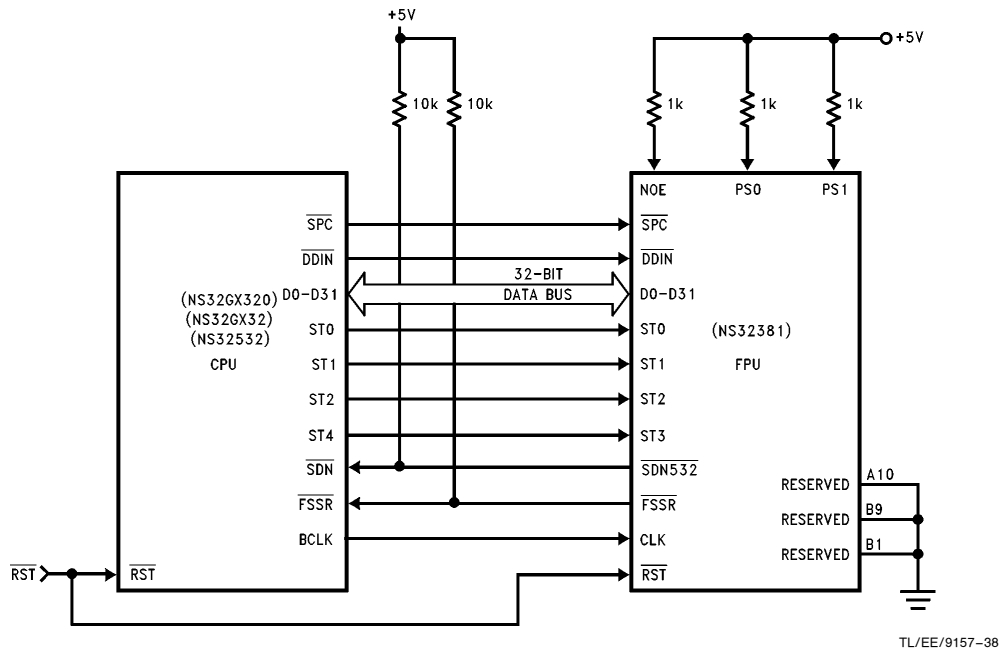 +5V
+5V
10k
10k
1k
1k
1k
NOE
PS0
PS1
SPC
SPC
DDIN
DDIN
32-BIT
DATA BUS
D0-D31
D0-D31
(NS32GX320)
(NS32GX32)
(NS32532)
CPU
(NS32381)
FPU
ST0
ST0
ST1
ST1
ST2
ST2
ST4
ST3
SDN
SDN532
FSSR
FSSR
BCLK
CLK
RST
RST
RST
RESERVED
A10
RESERVED
B9
RESERVED
B1
TL/EE/9157-38